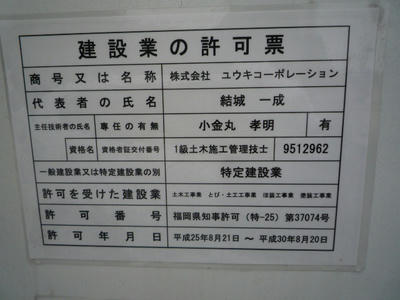 建設業の許可票
商号又は名称 株式会社 ユウキコーポレーション
代表者の氏名 結城 一成
主任技術者の氏名 専任の有無 小金丸 孝明 有
資格名 資格者証交付番号 1級土木施工管理技士 9512962
一般建設業又は特定建設業の別 特定建設業
許可を受けた建設業 土木工事業 とび・土工工事業 ほ装工事業 塗装工事業
許可番号 福岡県知事許可 (特-25) 第37074号
許可年月日 平成25年8月21日 ～ 平成30年8月20日